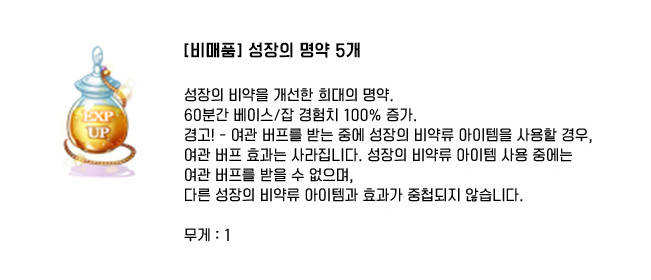 [비매품] 성장의 명약 5개
성장의 비약을 개선한 희대의 명약.
60분간 베이스/잡 경험치 100% 증가.
EXP
UP
경고! - 여관 버프를 받는 중에 성장의 비약류 아이템을 사용할 경우,
여관 버프 효과는 사라집니다. 성장의 비약류 아이템 사용 중에는
여관 버프를 받을 수 없으며,
다른 성장의 비약류 아이템과 효과가 중첩되지 않습니다.
무게 : 1